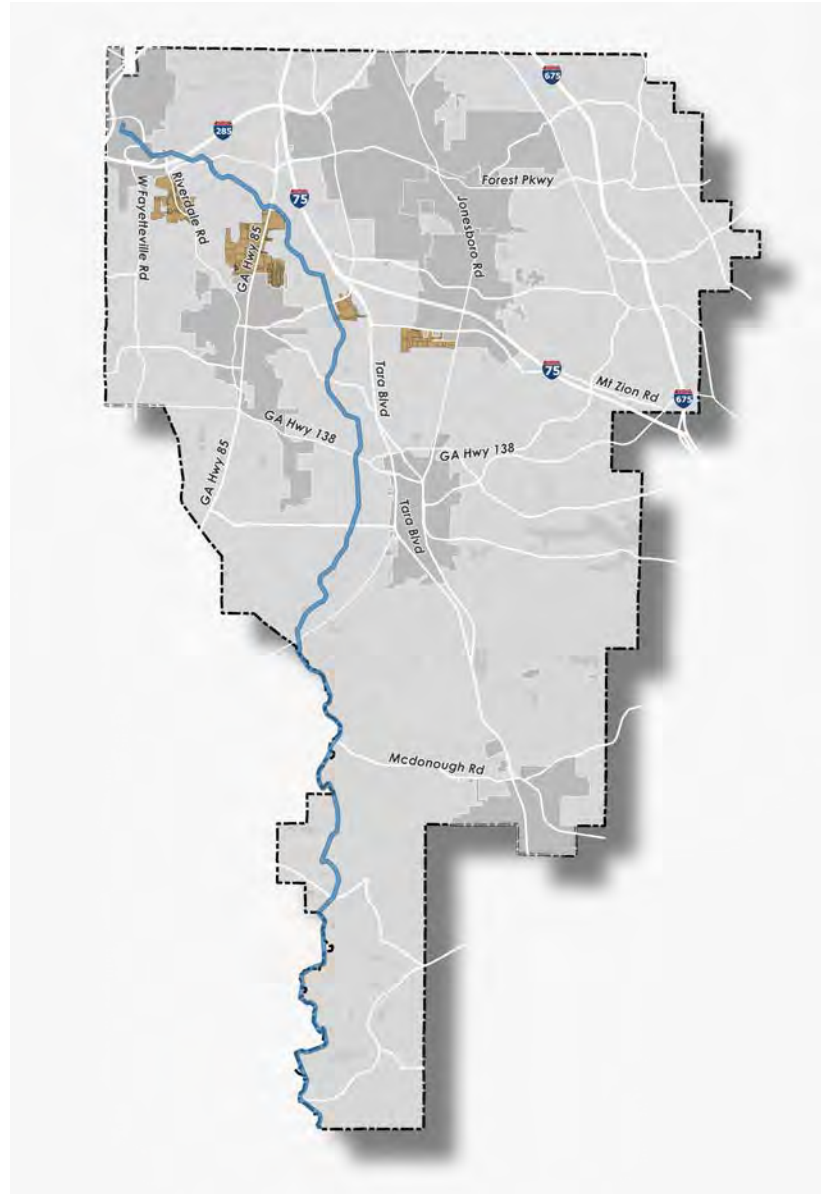 675
285
W Fayetteville Rd
Riverdale Rd
Forest Pkwy
75
Jonesboro Rd
GA Hwy 85
75
Mt Zion Rd
675
Tara Blvd
GA Hwy 138
GA Hwy 138
GA Hwy 85
Tara Blvd
Mcdonough Rd